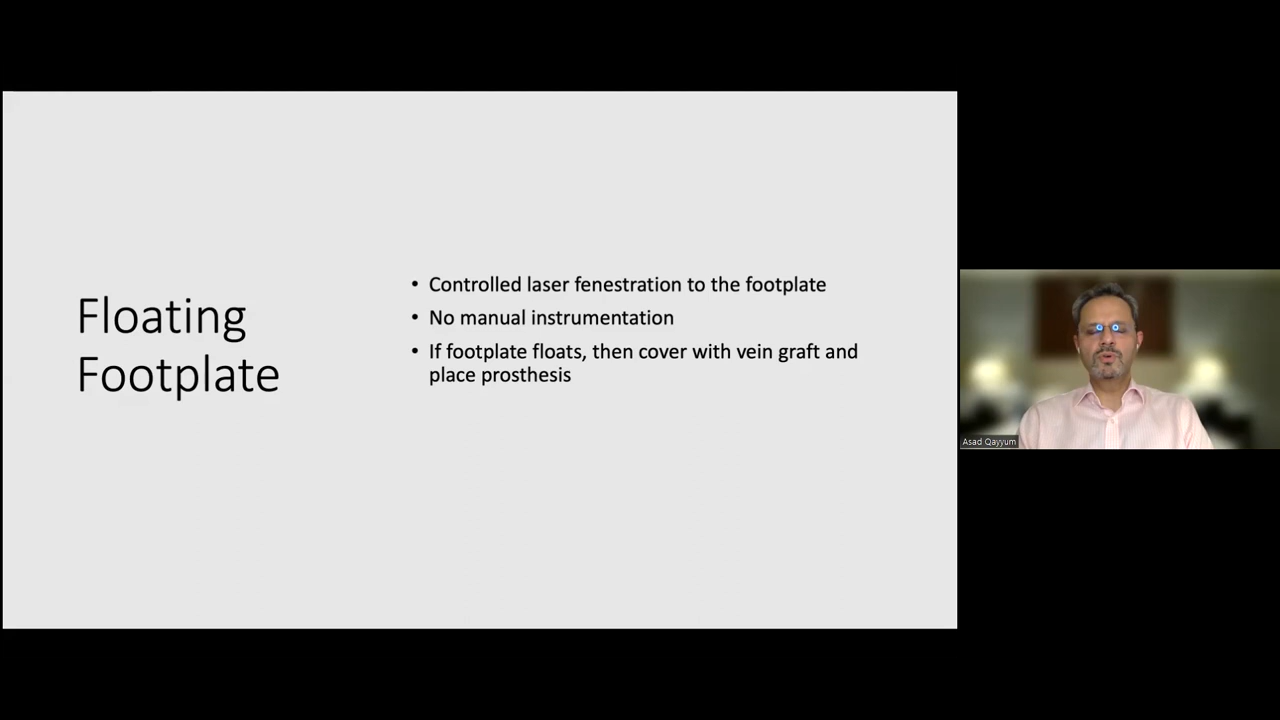 Floating
Footplate
• Controlled laser fenestration to the footplate
• No manual instrumentation
• If footplate floats, then cover with vein graft and
place prosthesis
Asad Qayyum